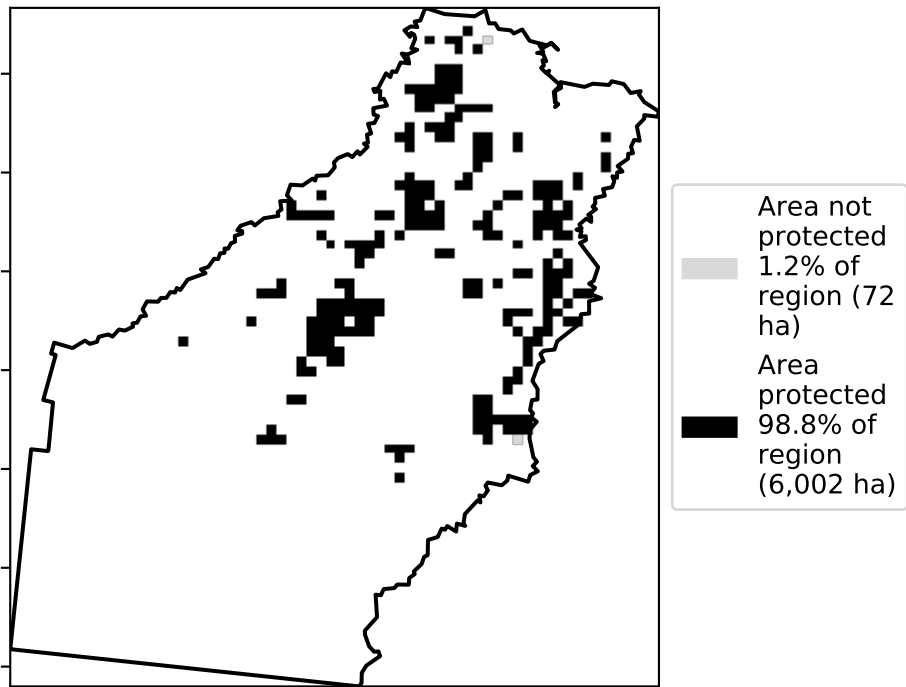 Area not
protected
1.2% of
region (72
ha)
Area
protected
98.8% of
region
(6,002 ha)